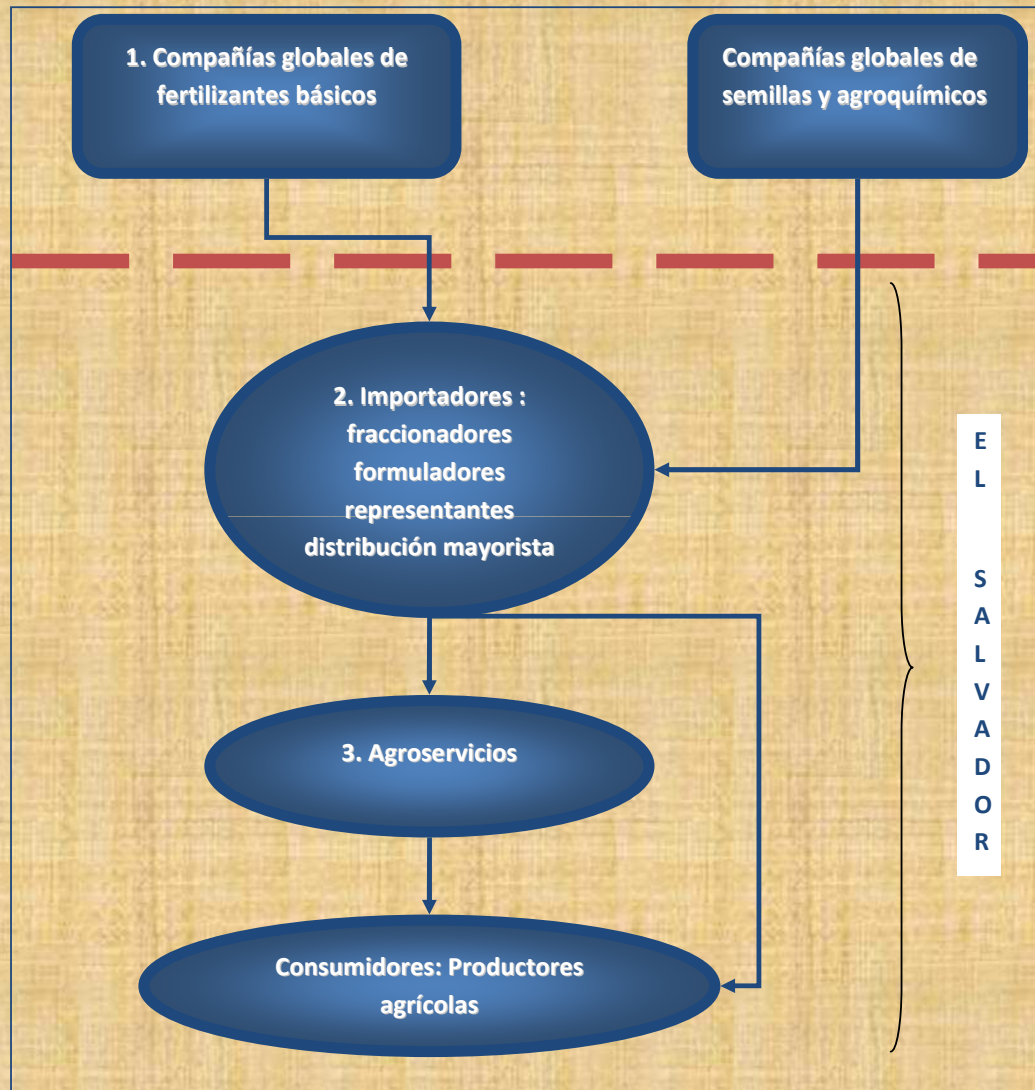 1. Compañías globales de
fertilizantes básicos
Compañías globales de
semillas y agroquímicos
2. Importadores :
fraccionadores
formuladores
representantes
distribución mayorista
3. Agroservicios
Consumidores: Productores
agrícolas
E
L
S
A
L
V
A
D
O
R